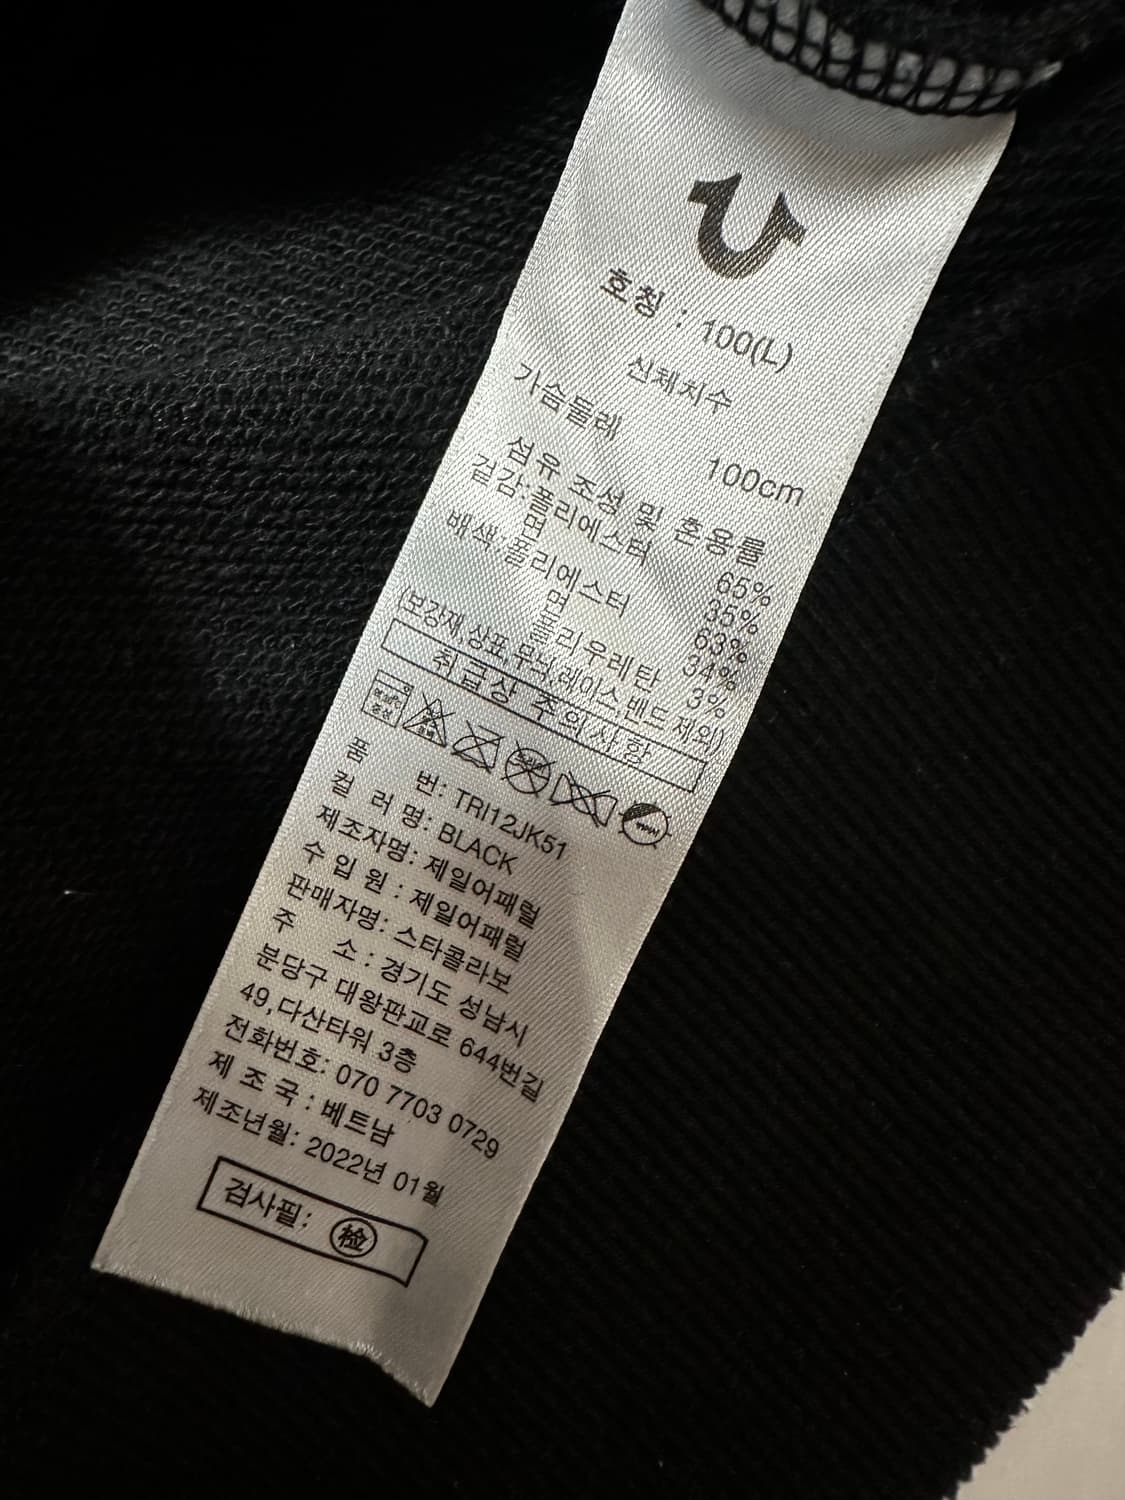 호칭 : 100(L)
신체치수
가슴둘레 100cm
섬유 조성 및 혼용률
겉감:폴리에스터 65%
면 35%
배색:폴리에스터 63%
면 34%
폴리우레탄 3%
(보강재,상표,무늬,레이스,밴드 제외)
취급상 주의사항
품 번: TRI12JK51
컬 러 명: BLACK
제조자명: 제일어패럴
수 입 원 : 제일어패럴
판매자명: 스타콜라보
주 소 : 경기도 성남시
분당구 대왕판교로 644번길
49,다산타워 3층
전화번호: 070 7703 0729
제 조 국 : 베트남
제조년월: 2022년 01월
검사필: 检